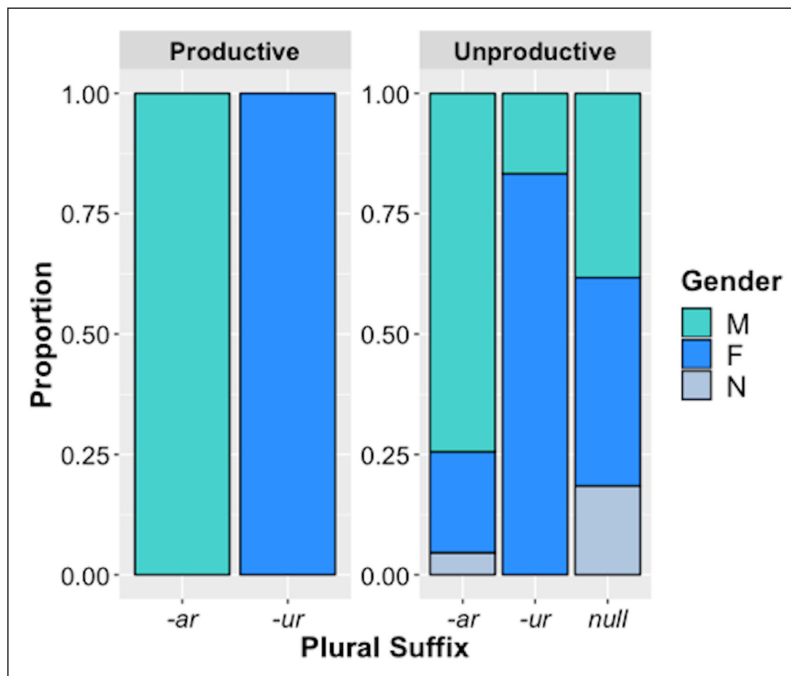 Productive
Unproductive
1.00
0.75
0.50
0.25
0.00
1.00
0.75
0.50
0.25
0.00
Proportion
-ar
-ur
-ar
-ur
null
Plural Suffix
Gender
M
F
N